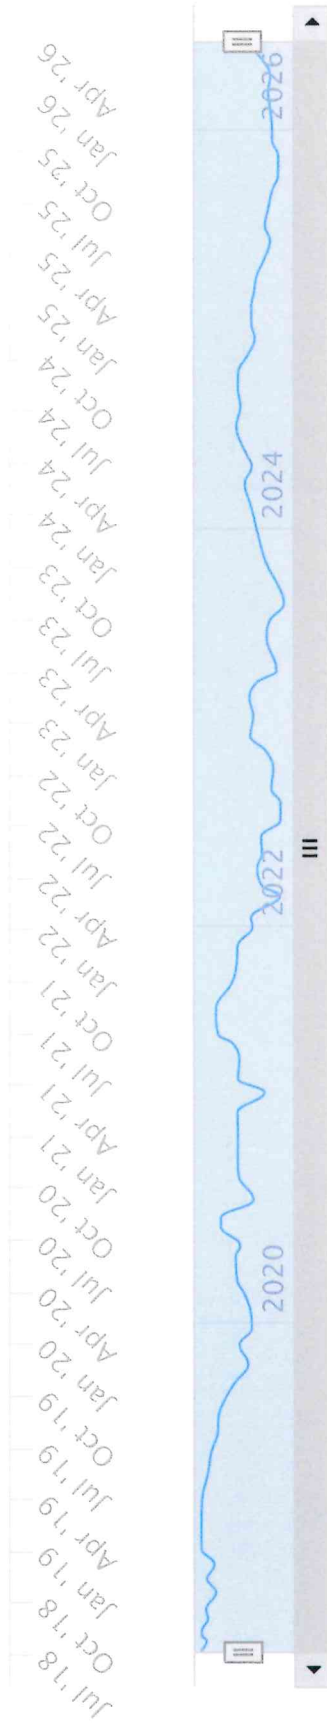 Jul '18
Oct '18
Jan '19
Apr '19
Jul '19
Oct '19
Jan '20
Apr '20
Jul '20
Oct '20
Jan '21
Apr '21
Jul '21
Oct '21
Jan '22
Apr '22
Jul '22
Oct '22
Jan '23
Apr '23
Jul '23
Oct '23
Jan '24
Apr '24
Jul '24
Oct '24
Jan '25
Apr '25
Jul '25
Oct '25
Jan '26
Apr '26
2020
2022
2024
2026